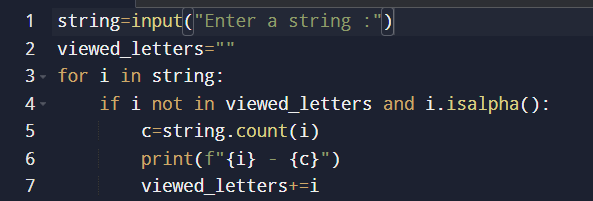 1 string=input("Enter a string :")
2 viewed_letters=""
3 for i in string:
4     if i not in viewed_letters and i.isalpha():
5         c=string.count(i)
6         print(f"{i} - {c}")
7         viewed_letters+=i